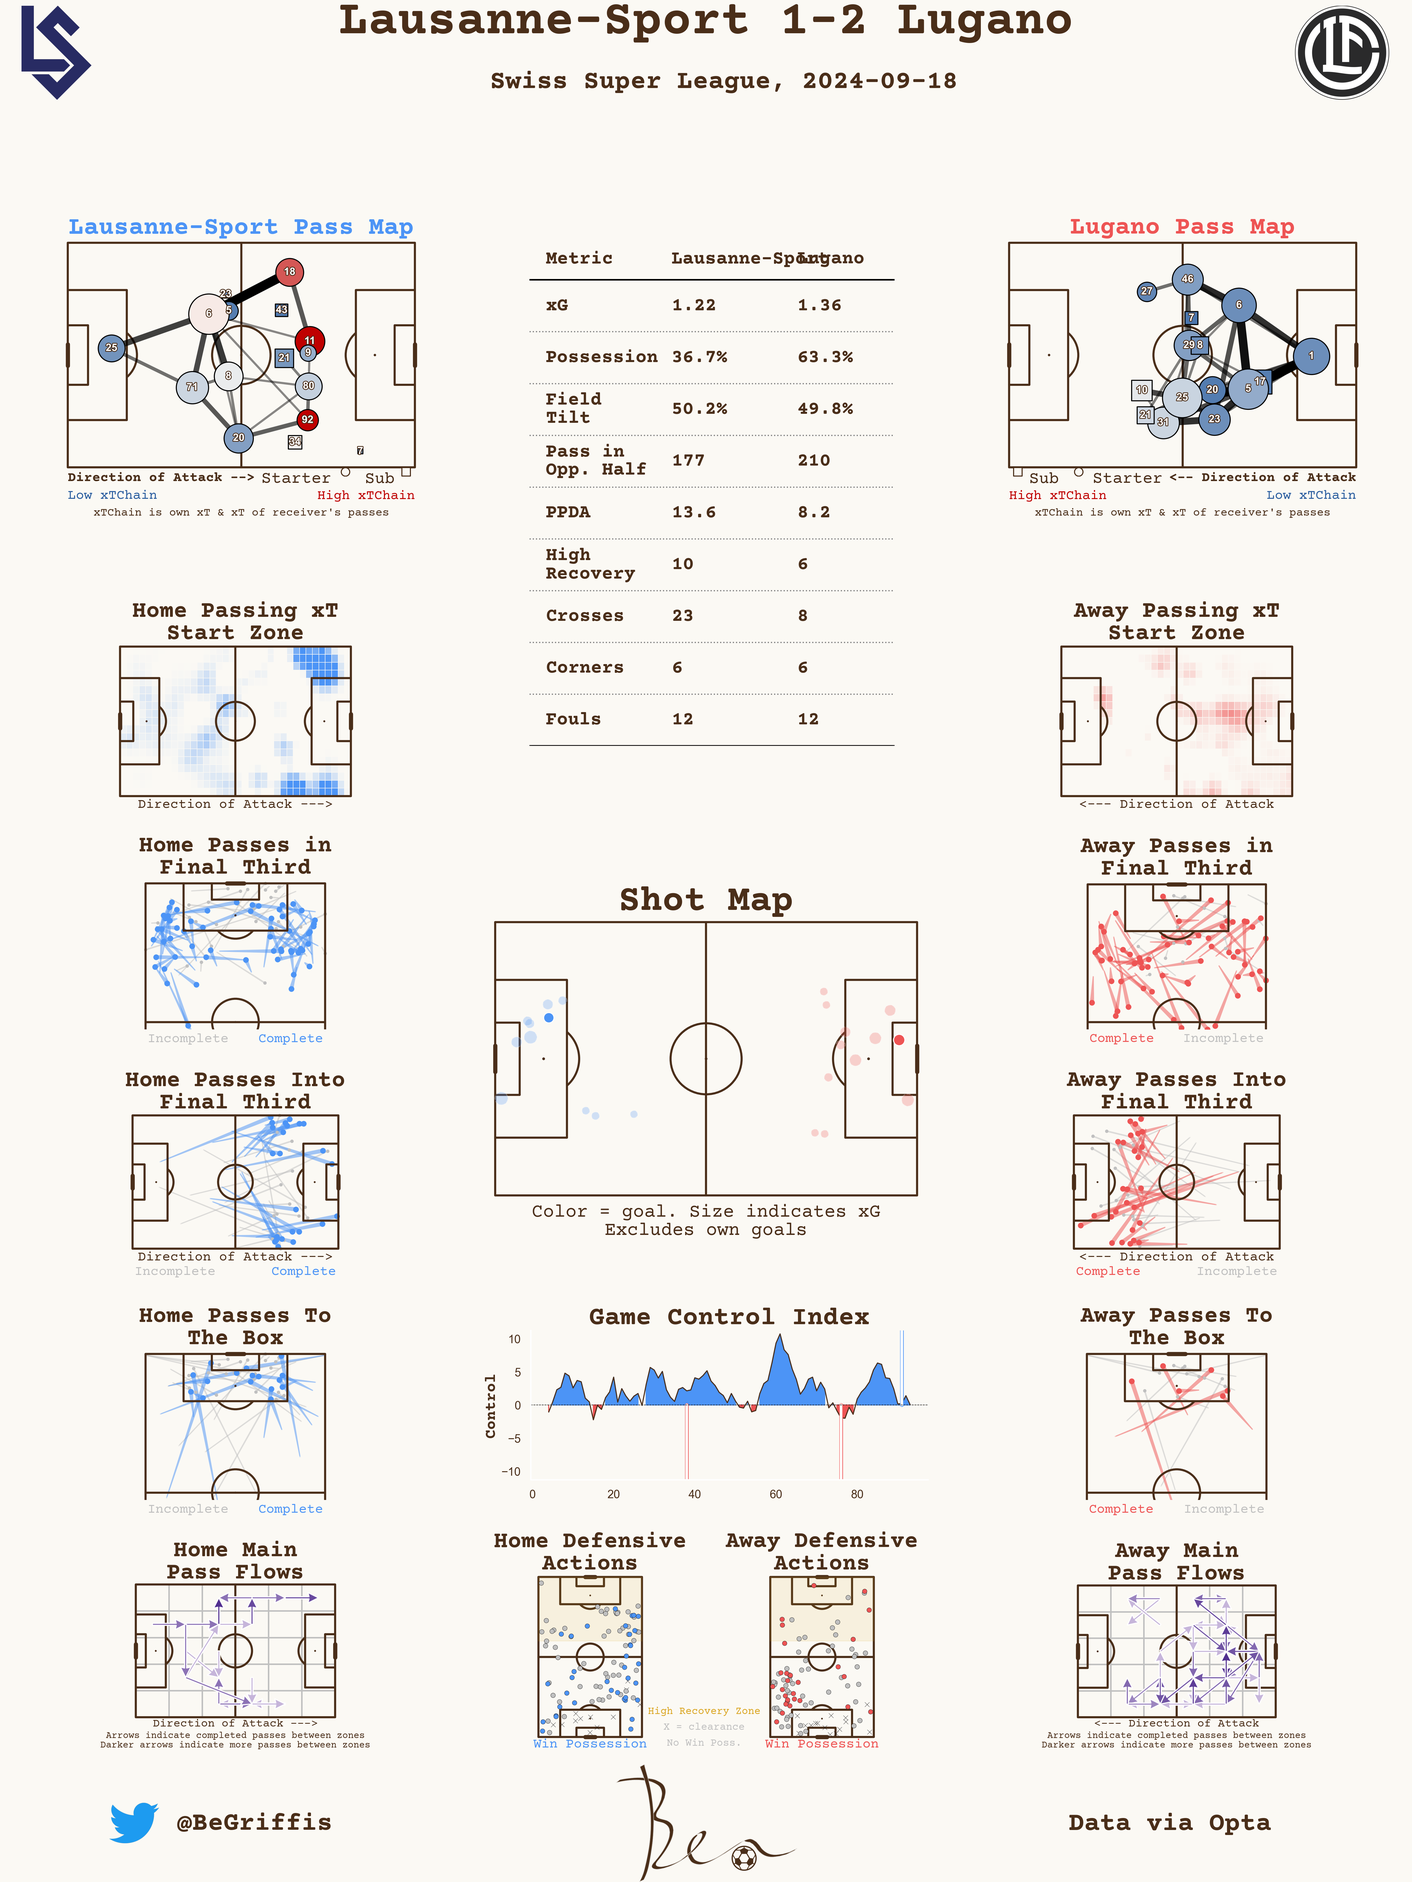 Lausanne-Sport 1-2 Lugano
Swiss Super League, 2024-09-18
Lausanne-Sport Pass Map
18
23
5
43
6
11
9
25
21
8
71
80
92
20
34
7
Direction of Attack --> Starter Sub
Low xTChain High xTChain
xTChain is own xT & xT of receiver's passes
Metric Lausanne-Sport Lugano
xG 1.22 1.36
Possession 36.7% 63.3%
Field
Tilt 50.2% 49.8%
Pass in
Opp. Half 177 210
PPDA 13.6 8.2
High
Recovery 10 6
Crosses 23 8
Corners 6 6
Fouls 12 12
Lugano Pass Map
46
27
6
7
29
8
1
10
20
5
17
25
21
31
23
Sub Starter <-- Direction of Attack
High xTChain Low xTChain
xTChain is own xT & xT of receiver's passes
Home Passing xT
Start Zone
Direction of Attack --->
Away Passing xT
Start Zone
<--- Direction of Attack
Home Passes in
Final Third
Incomplete Complete
Away Passes in
Final Third
Complete Incomplete
Shot Map
Color = goal. Size indicates xG
Excludes own goals
Home Passes Into
Final Third
Direction of Attack --->
Incomplete Complete
Away Passes Into
Final Third
<--- Direction of Attack
Complete Incomplete
Home Passes To
The Box
Incomplete Complete
Game Control Index
Control
10
5
0
−5
−10
0 20 40 60 80
Away Passes To
The Box
Complete Incomplete
Home Main
Pass Flows
Direction of Attack --->
Arrows indicate completed passes between zones
Darker arrows indicate more passes between zones
Home Defensive
Actions
Win Possession
High Recovery Zone
X = clearance
No Win Poss.
Away Defensive
Actions
Win Possession
Away Main
Pass Flows
<--- Direction of Attack
Arrows indicate completed passes between zones
Darker arrows indicate more passes between zones
@BeGriffis
Ben
Data via Opta